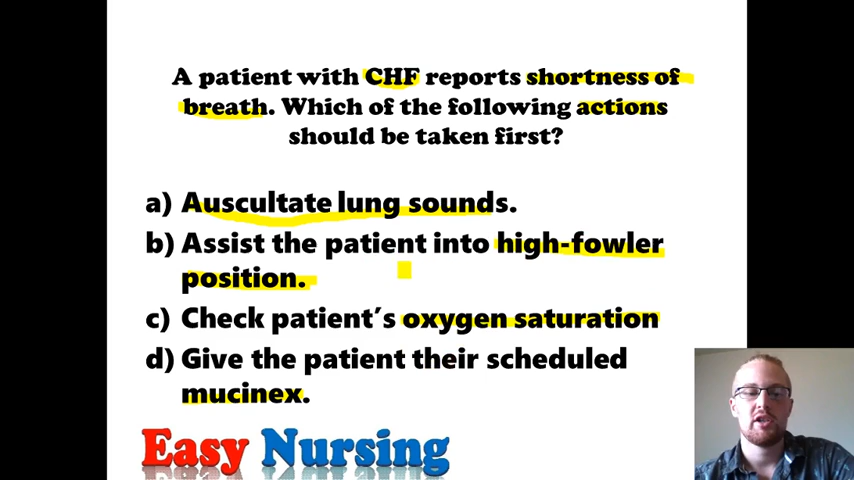 A patient with CHF reports shortness of
breath. Which of the following actions
should be taken first?
a) Auscultate lung sounds.
b) Assist the patient into high-fowler
position.
c) Check patient's oxygen saturation
d) Give the patient their scheduled
mucinex.
Easy Nursing